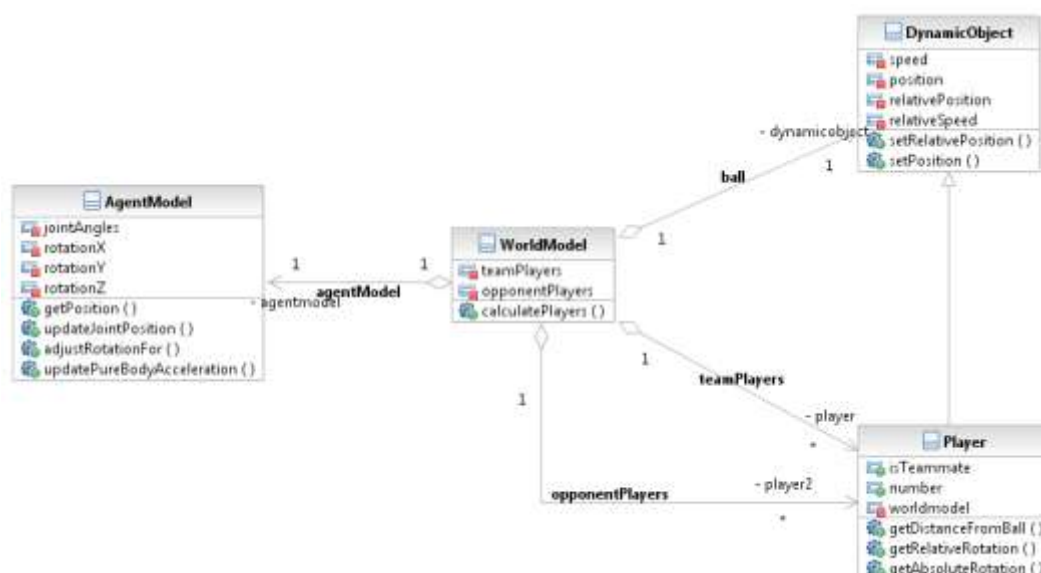 DynamicObject
speed
position
relativePosition
relativeSpeed
setRelativePosition ( )
setPosition ( )
- dynamicobject
1
ball
1
AgentModel
jointAngles
rotationX
rotationY
rotationZ
getPosition ( )
updateJointPosition ( )
adjustRotationFor ( )
updatePureBodyAcceleration ( )
1
1
agentModel
- agentmodel
WorldModel
teamPlayers
opponentPlayers
calculatePlayers ( )
1
teamPlayers
- player
*
1
opponentPlayers
- player2
*
Player
isTeammate
number
worldmodel
getDistanceFromBall ( )
getRelativeRotation ( )
getAbsoluteRotation ( )